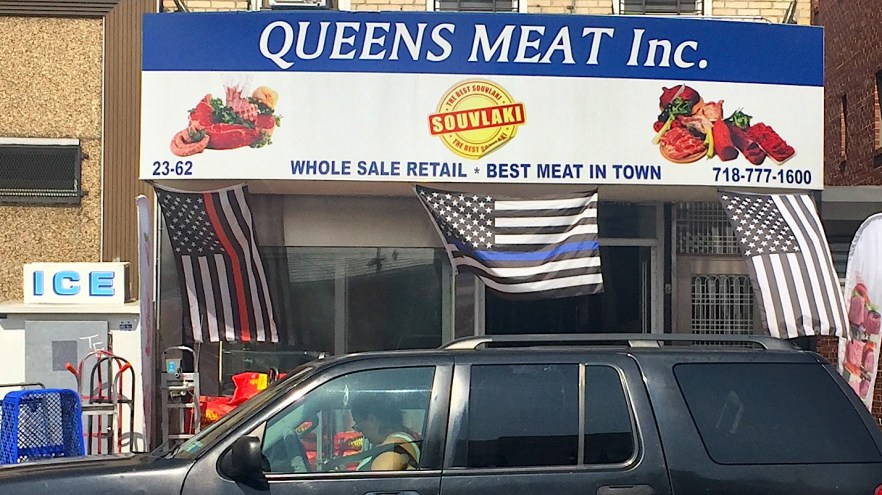 QUEENS MEAT Inc.
THE BEST SOUVLAKI
SOUVLAKI
THE BEST SOUVLAKI
23-62
WHOLE SALE RETAIL * BEST MEAT IN TOWN
718-777-1600
ICE